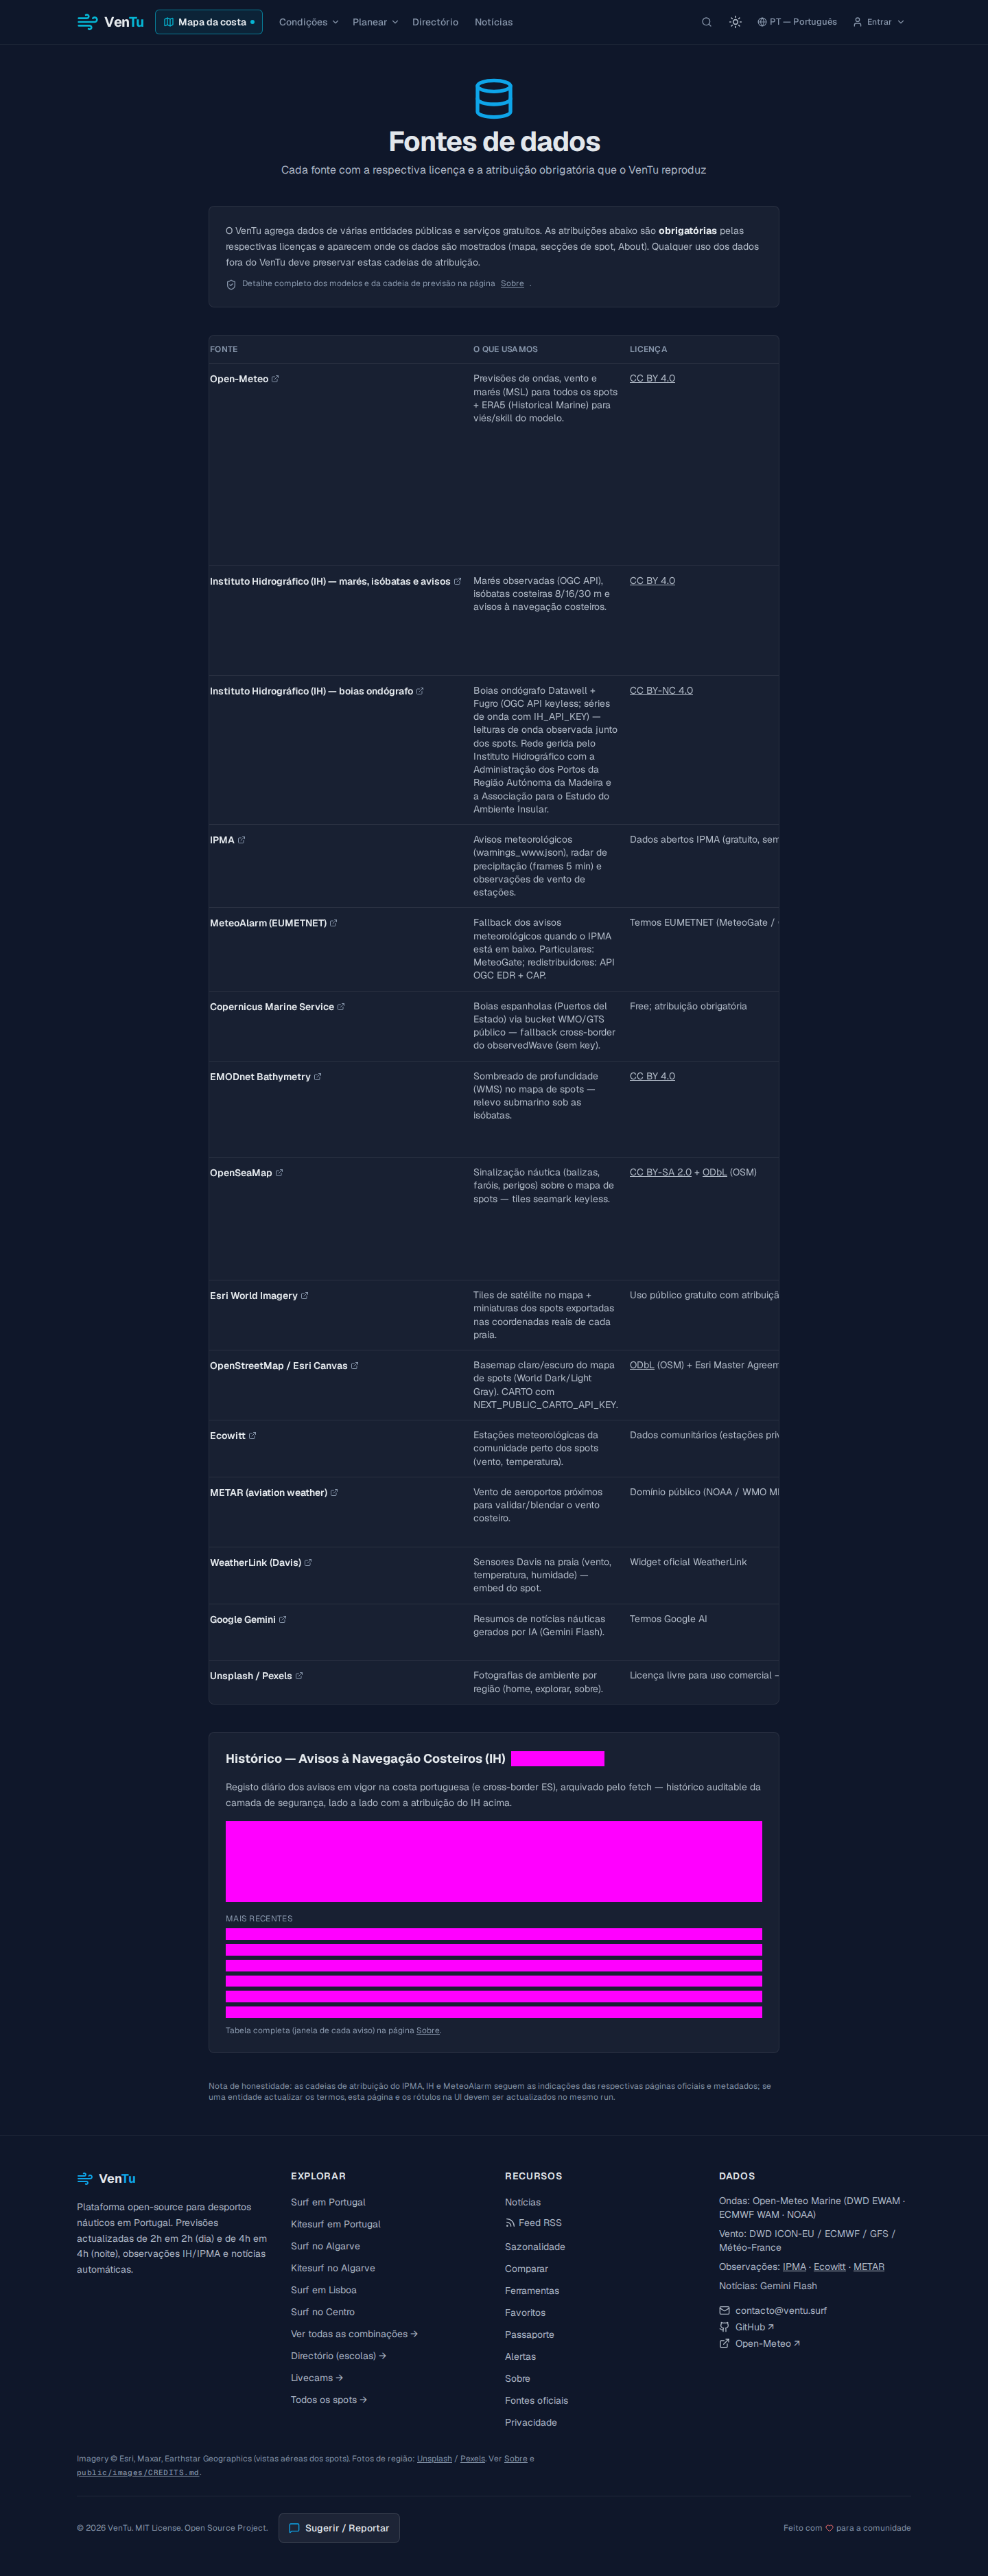 VenTu
Mapa da costa
Condições
Planear
Directório
Notícias
PT — Português
Entrar
Fontes de dados
Cada fonte com a respectiva licença e a atribuição obrigatória que o VenTu reproduz
O VenTu agrega dados de várias entidades públicas e serviços gratuitos. As atribuições abaixo são obrigatórias pelas
respectivas licenças e aparecem onde os dados são mostrados (mapa, secções de spot, About). Qualquer uso dos dados
fora do VenTu deve preservar estas cadeias de atribuição.
Detalhe completo dos modelos e da cadeia de previsão na página Sobre .
FONTE
O QUE USAMOS
LICENÇA
Open-Meteo
Previsões de ondas, vento e
marés (MSL) para todos os spots
+ ERA5 (Historical Marine) para
viés/skill do modelo.
CC BY 4.0
Instituto Hidrográfico (IH) — marés, isóbatas e avisos
Marés observadas (OGC API),
isóbatas costeiras 8/16/30 m e
avisos à navegação costeiros.
CC BY 4.0
Instituto Hidrográfico (IH) — boias ondógrafo
Boias ondógrafo Datawell +
Fugro (OGC API keyless; séries
de onda com IH_API_KEY) —
leituras de onda observada junto
dos spots. Rede gerida pelo
Instituto Hidrográfico com a
Administração dos Portos da
Região Autónoma da Madeira e
a Associação para o Estudo do
Ambiente Insular.
CC BY-NC 4.0
IPMA
Avisos meteorológicos
(warnings_www.json), radar de
precipitação (frames 5 min) e
observações de vento de
estações.
Dados abertos IPMA (gratuito, sem
MeteoAlarm (EUMETNET)
Fallback dos avisos
meteorológicos quando o IPMA
está em baixo. Particulares:
MeteoGate; redistribuidores: API
OGC EDR + CAP.
Termos EUMETNET (MeteoGate /
Copernicus Marine Service
Boias espanholas (Puertos del
Estado) via bucket WMO/GTS
público — fallback cross-border
do observedWave (sem key).
Free; atribuição obrigatória
EMODnet Bathymetry
Sombreado de profundidade
(WMS) no mapa de spots —
relevo submarino sob as
isóbatas.
CC BY 4.0
OpenSeaMap
Sinalização náutica (balizas,
faróis, perigos) sobre o mapa de
spots — tiles seamark keyless.
CC BY-SA 2.0 + ODbL (OSM)
Esri World Imagery
Tiles de satélite no mapa +
miniaturas dos spots exportadas
nas coordenadas reais de cada
praia.
Uso público gratuito com atribuiçã
OpenStreetMap / Esri Canvas
Basemap claro/escuro do mapa
de spots (World Dark/Light
Gray). CARTO com
NEXT_PUBLIC_CARTO_API_KEY.
ODbL (OSM) + Esri Master Agreem
Ecowitt
Estações meteorológicas da
comunidade perto dos spots
(vento, temperatura).
Dados comunitários (estações priv
METAR (aviation weather)
Vento de aeroportos próximos
para validar/blendar o vento
costeiro.
Domínio público (NOAA / WMO
WeatherLink (Davis)
Sensores Davis na praia (vento,
temperatura, humidade) —
embed do spot.
Widget oficial WeatherLink
Google Gemini
Resumos de notícias náuticas
gerados por IA (Gemini Flash).
Termos Google AI
Unsplash / Pexels
Fotografias de ambiente por
região (home, explorar, sobre).
Licença livre para uso comercial –
Histórico — Avisos à Navegação Costeiros (IH)
Registo diário dos avisos em vigor na costa portuguesa (e cross-border ES), arquivado pelo fetch — histórico auditable da
camada de segurança, lado a lado com a atribuição do IH acima.
MAIS RECENTES
Tabela completa (janela de cada aviso) na página Sobre.
Nota de honestidade: as cadeias de atribuição do IPMA, IH e MeteoAlarm seguem as indicações das respectivas páginas oficiais e metadados; se
uma entidade actualizar os termos, esta página e os rótulos na UI devem ser actualizados no mesmo run.
VenTu
Plataforma open-source para desportos
náuticos em Portugal. Previsões
actualizadas de 2h em 2h (dia) e de 4h em
4h (noite), observações IH/IPMA e notícias
automáticas.
EXPLORAR
Surf em Portugal
Kitesurf em Portugal
Surf no Algarve
Kitesurf no Algarve
Surf em Lisboa
Surf no Centro
Ver todas as combinações →
Directório (escolas) →
Livecams →
Todos os spots →
RECURSOS
Notícias
Feed RSS
Sazonalidade
Comparar
Ferramentas
Favoritos
Passaporte
Alertas
Sobre
Fontes oficiais
Privacidade
DADOS
Ondas: Open-Meteo Marine (DWD EWAM ·
ECMWF WAM · NOAA)
Vento: DWD ICON-EU / ECMWF / GFS /
Météo-France
Observações: IPMA · Ecowitt · METAR
Notícias: Gemini Flash
contacto@ventu.surf
GitHub ↗
Open-Meteo ↗
Imagery © Esri, Maxar, Earthstar Geographics (vistas aéreas dos spots). Fotos de região: Unsplash / Pexels. Ver Sobre e
public/images/CREDITS.md.
© 2026 VenTu. MIT License. Open Source Project.
Sugerir / Reportar
Feito com ♡ para a comunidade